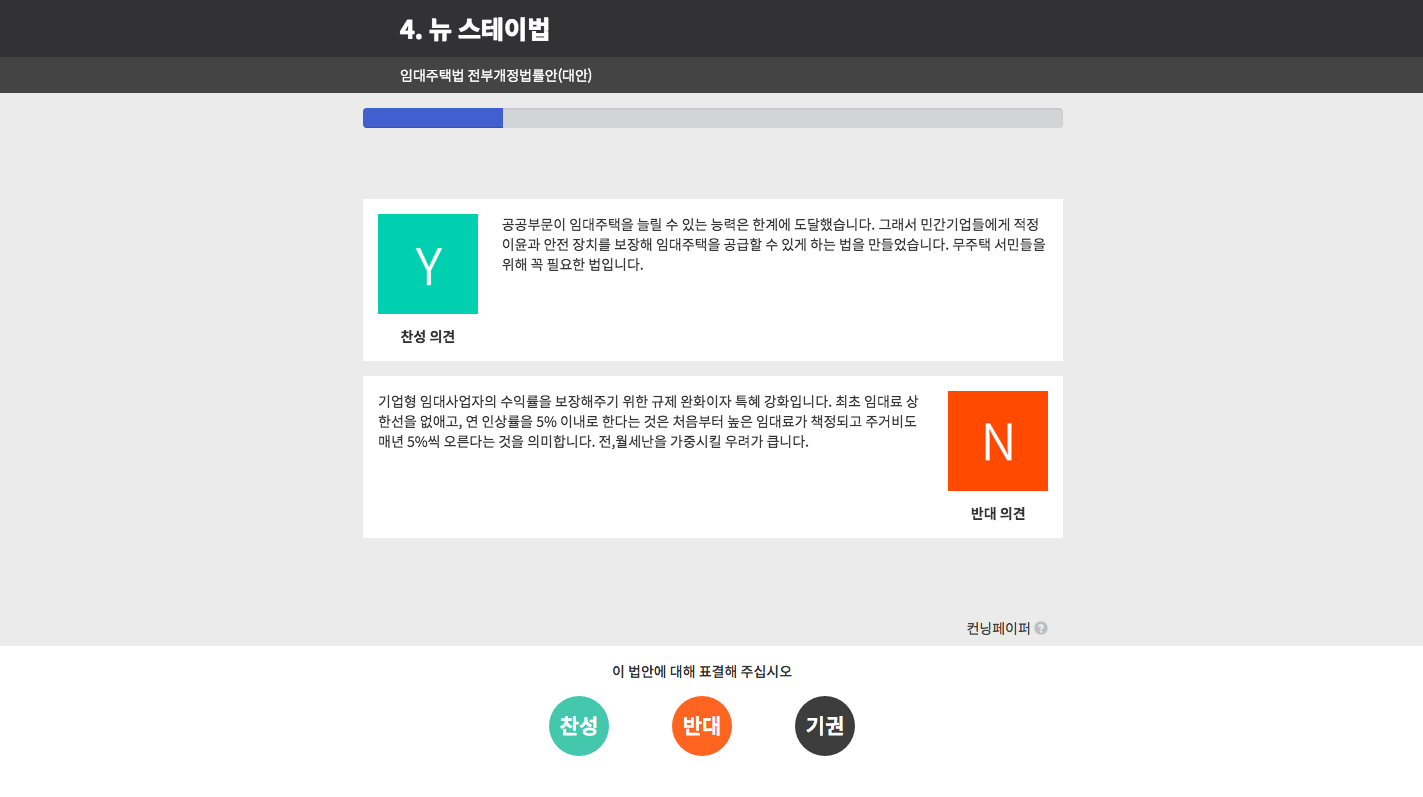 4. 뉴 스테이법
임대주택법 전부개정법률안(대안)
Y
찬성 의견
공공부문이 임대주택을 늘릴 수 있는 능력은 한계에 도달했습니다. 그래서 민간기업들에게 적정
이윤과 안전 장치를 보장해 임대주택을 공급할 수 있게 하는 법을 만들었습니다. 무주택 서민들을
위해 꼭 필요한 법입니다.
기업형 임대사업자의 수익률을 보장해주기 위한 규제 완화이자 특혜 강화입니다. 최초 임대료 상
한선을 없애고, 연 인상률을 5% 이내로 한다는 것은 처음부터 높은 임대료가 책정되고 주거비도
매년 5%씩 오른다는 것을 의미합니다. 전,월세난을 가중시킬 우려가 큽니다.
N
반대 의견
컨닝페이퍼 ?
이 법안에 대해 표결해 주십시오
찬성
반대
기권